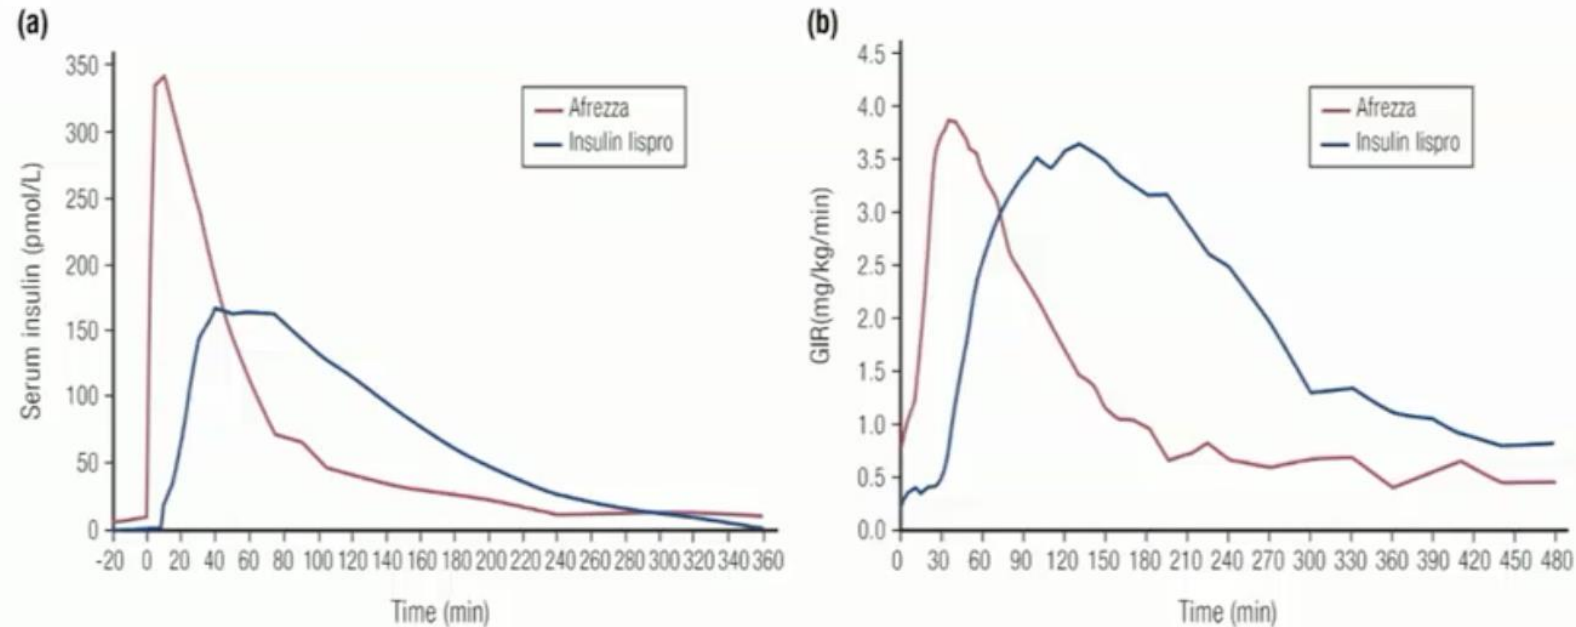 (a)
Serum insulin (pmol/L)
350
300
250
200
150
100
50
0
-20 0 20 40 60 80 100 120 140 160 180 200 220 240 260 280 300 320 340 360
Time (min)
Afrezza
Insulin lispro
(b)
GIR(mg/kg/min)
4.5
4.0
3.5
3.0
2.5
2.0
1.5
1.0
0.5
0.0
0 30 60 90 120 150 180 210 240 270 300 330 360 390 420 450 480
Time (min)
Afrezza
Insulin lispro